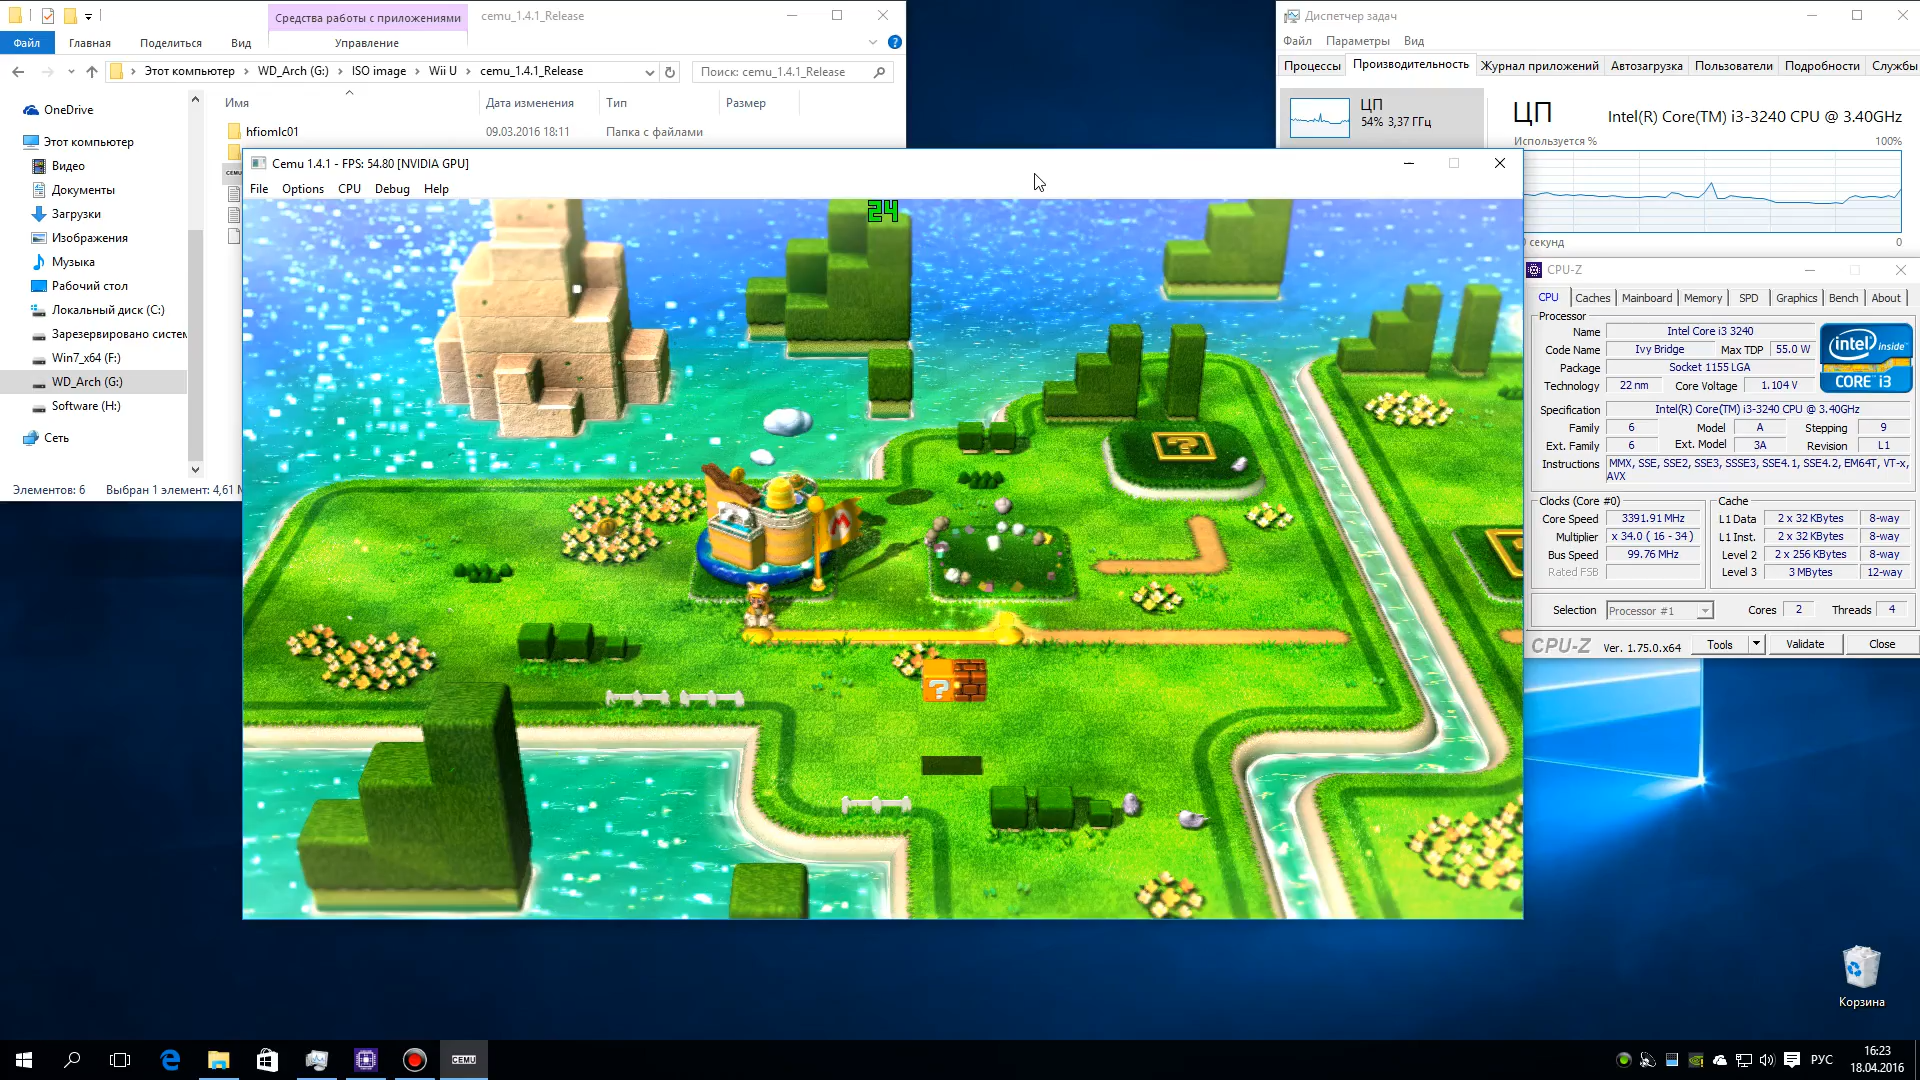 Файл
Средства работы с приложениями
cemu_1.4.1_Release
Главная
Поделиться
Вид
Управление
Этот компьютер
WD_Arch (G:)
ISO image
Wii U
cemu_1.4.1_Release
Поиск: cemu_1.4.1_Release
Имя
Дата изменения
Тип
Размер
hfiomlc01
09.03.2016 18:11
Папка с файлами
OneDrive
Этот компьютер
Видео
Документы
Загрузки
Изображения
Музыка
Рабочий стол
Локальный диск (C:)
Зарезервировано систем
Win7_x64 (F:)
WD_Arch (G:)
Software (H:)
Сеть
Элементов: 6
Выбран 1 элемент: 4,61
Cemu 1.4.1 - FPS: 54.80 [NVIDIA GPU]
File
Options
CPU
Debug
Help
24
?
M
?
Диспетчер задач
Файл
Параметры
Вид
Процессы
Производительность
Журнал приложений
Автозагрузка
Пользователи
Подробности
Службы
ЦП
54% 3,37 ГГц
ЦП
Intel(R) Core(TM) i3-3240 CPU @ 3.40GHz
Используется %
100%
секунд
0
CPU-Z
CPU
Caches
Mainboard
Memory
SPD
Graphics
Bench
About
Processor
Name
Intel Core i3 3240
Code Name
Ivy Bridge
Max TDP
55.0 W
Package
Socket 1155 LGA
Technology
22 nm
Core Voltage
1.104 V
intel inside
CORE i3
Specification
Intel(R) Core(TM) i3-3240 CPU @ 3.40GHz
Family
6
Model
A
Stepping
9
Ext. Family
6
Ext. Model
3A
Revision
L1
Instructions
MMX, SSE, SSE2, SSE3, SSSE3, SSE4.1, SSE4.2, EM64T, VT-x,
AVX
Clocks (Core #0)
Core Speed
3391.91 MHz
Multiplier
x 34.0 ( 16 - 34 )
Bus Speed
99.76 MHz
Rated FSB
Cache
L1 Data
2 x 32 KBytes
8-way
L1 Inst.
2 x 32 KBytes
8-way
Level 2
2 x 256 KBytes
8-way
Level 3
3 MBytes
12-way
Selection
Processor #1
Cores
2
Threads
4
CPU-Z
Ver. 1.75.0.x64
Tools
Validate
Close
Корзина
CEMU
РУС
16:23
18.04.2016